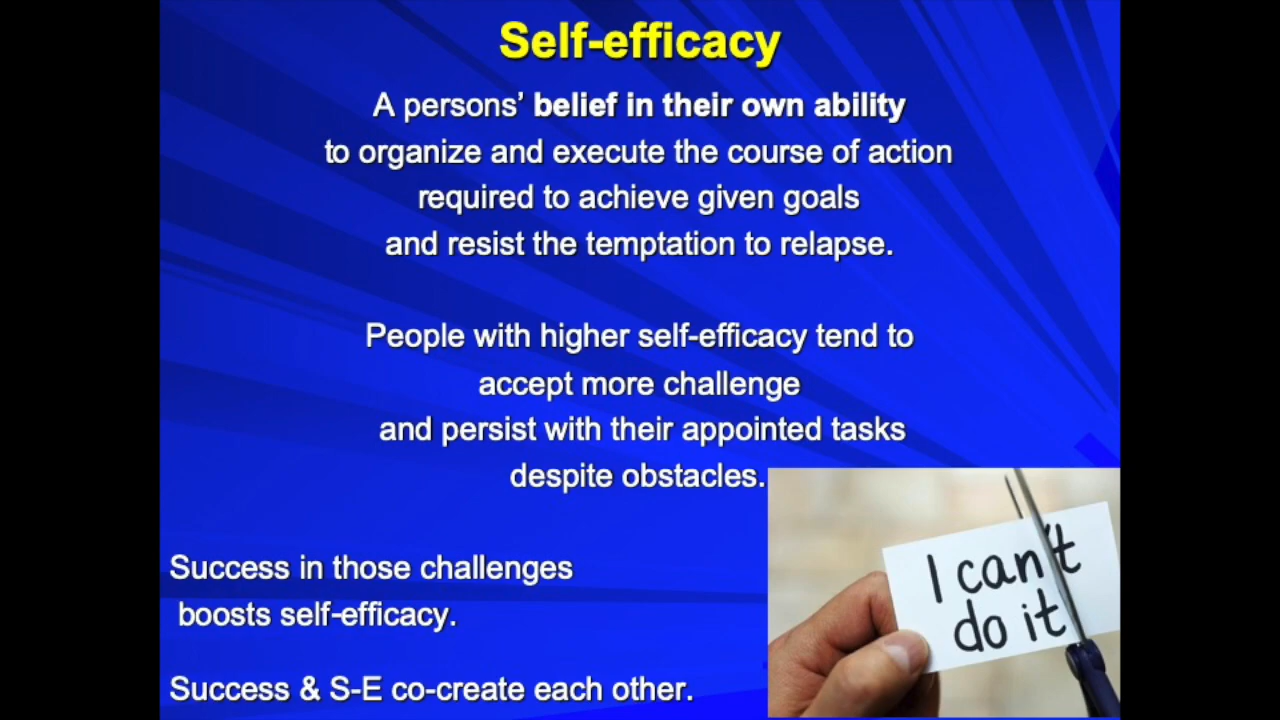 Self-efficacy
A persons’ belief in their own ability
to organize and execute the course of action
required to achieve given goals
and resist the temptation to relapse.
People with higher self-efficacy tend to
accept more challenge
and persist with their appointed tasks
despite obstacles.
Success in those challenges
boosts self-efficacy.
Success & S-E co-create each other.
I can't
do it